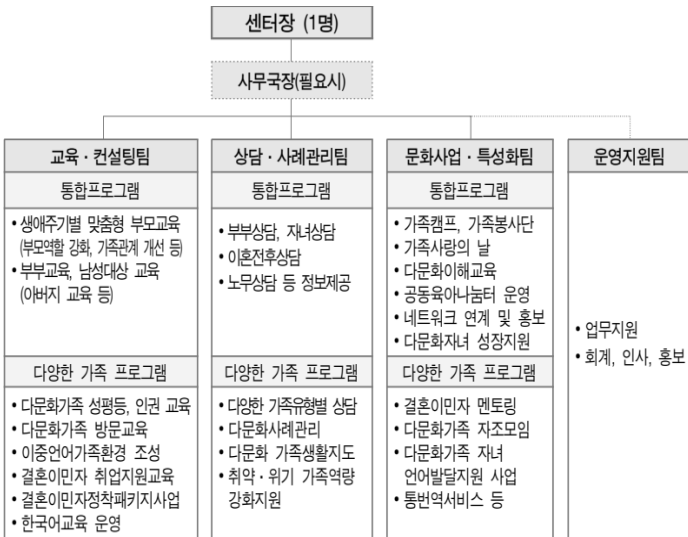 센터장 (1명)
사무국장(필요시)
교육·컨설팅팀
통합프로그램
• 생애주기별 맞춤형 부모교육
(부모역할 강화, 가족관계 개선 등)
• 부부교육, 남성대상 교육
(아버지 교육 등)
다양한 가족 프로그램
• 다문화가족 성평등, 인권 교육
• 다문화가족 방문교육
• 이중언어가족환경 조성
• 결혼이민자 취업지원교육
• 결혼이민자정착패키지사업
• 한국어교육 운영
상담·사례관리팀
통합프로그램
• 부부상담, 자녀상담
• 이혼전후상담
• 노무상담 등 정보제공
다양한 가족 프로그램
• 다양한 가족유형별 상담
• 다문화사례관리
• 다문화 가족생활지도
• 취약·위기 가족역량
강화지원
문화사업·특성화팀
통합프로그램
• 가족캠프, 가족봉사단
• 가족사랑의 날
• 다문화이해교육
• 공동육아나눔터 운영
• 네트워크 연계 및 홍보
• 다문화자녀 성장지원
다양한 가족 프로그램
• 결혼이민자 멘토링
• 다문화가족 자조모임
• 다문화가족 자녀
언어발달지원 사업
• 통번역서비스 등
운영지원팀
• 업무지원
• 회계, 인사, 홍보